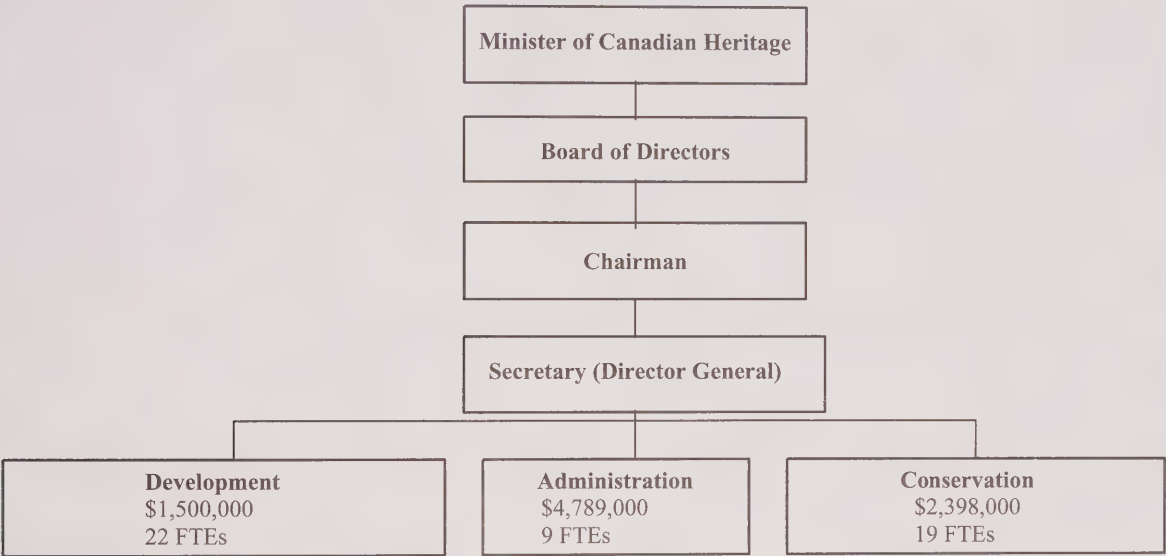 Minister of Canadian Heritage
Board of Directors
Chairman
Secretary (Director General)
Development
$1,500,000
22 FTEs
Administration
$4,789,000
9 FTEs
Conservation
$2,398,000
19 FTEs